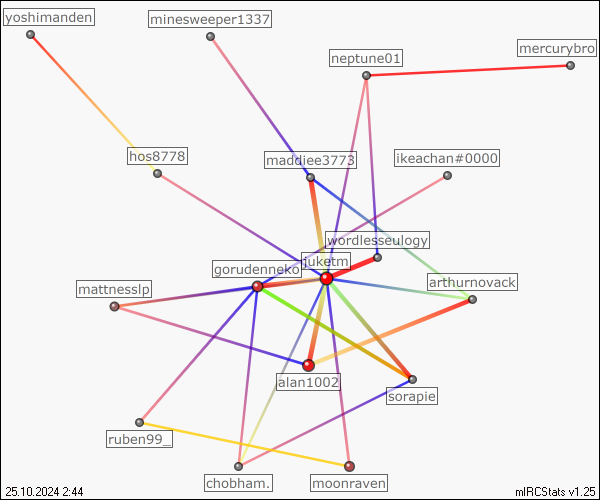 yoshimanden
minesweeper1337
neptune01
mercurybro
hos8778
maddiee3773
ikeachan#0000
wordlesseulogy
juketm
gorudenneko
arthurnovack
mattnesslp
alan1002
sorapie
ruben99_
chobham.
moonraven
25.10.2024 2:44
mIRCStats v1.25